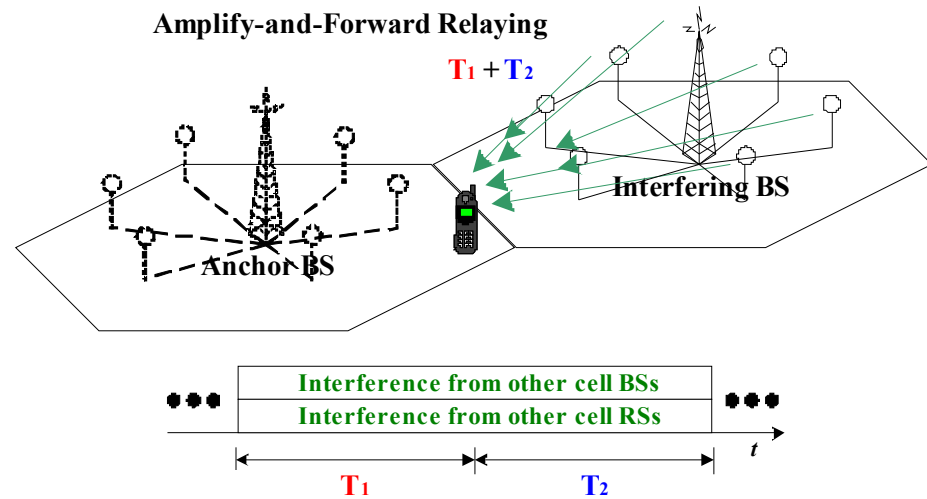 Amplify-and-Forward Relaying
T1 + T2
Interfering BS
Anchor BS
Interference from other cell BSs
Interference from other cell RSs
t
T1
T2